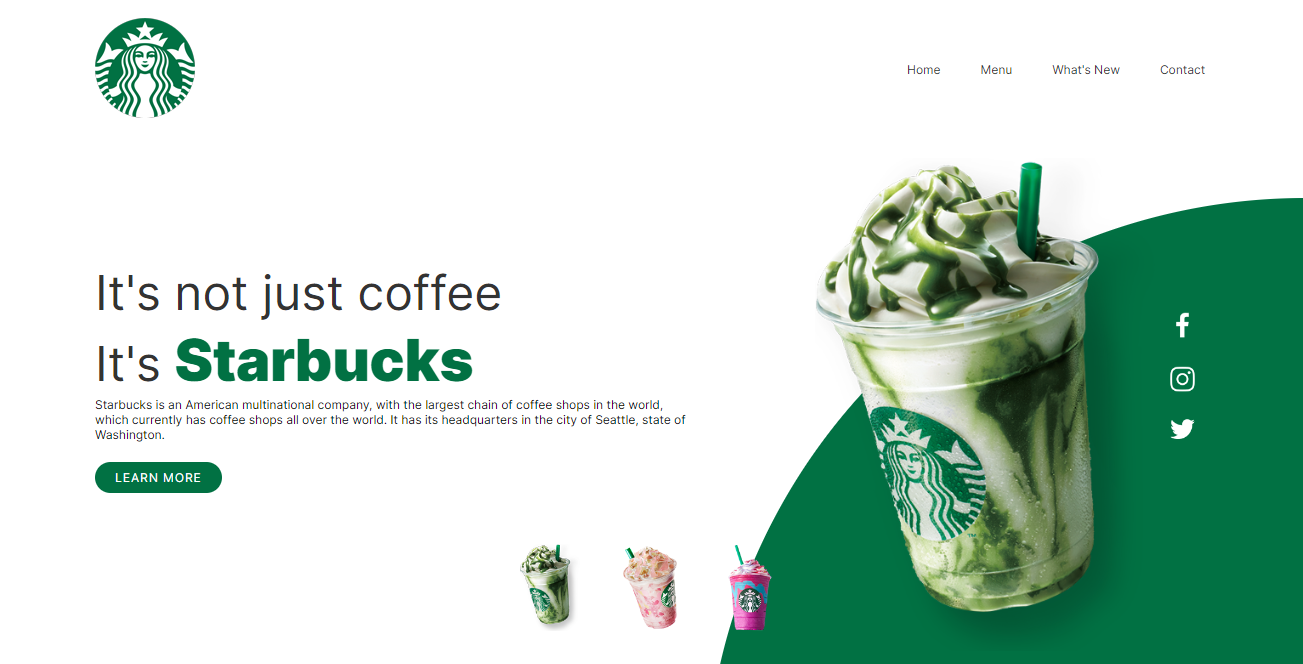 Home
Menu
What's New
Contact
It's not just coffee
It's Starbucks
Starbucks is an American multinational company, with the largest chain of coffee shops in the world,
which currently has coffee shops all over the world. It has its headquarters in the city of Seattle, state of
Washington.
LEARN MORE
TM